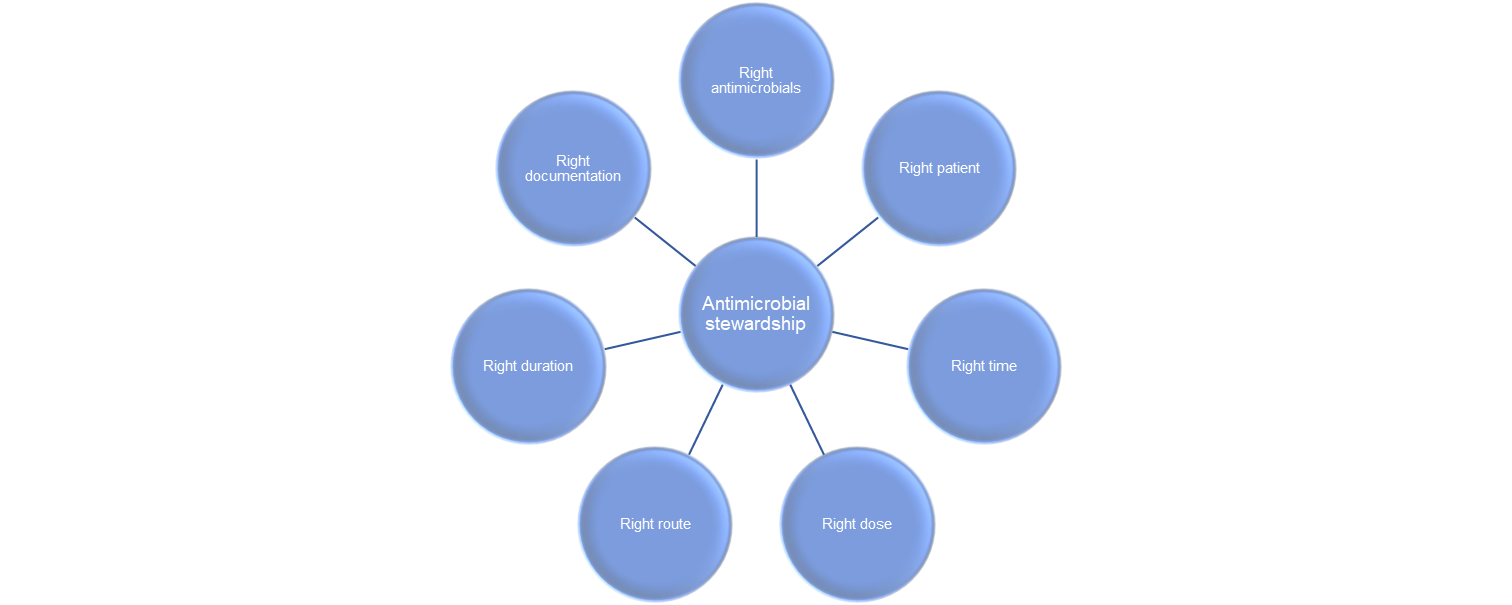 Right
antimicrobials
Right patient
Right time
Right dose
Right route
Right duration
Right
documentation
Antimicrobial
stewardship